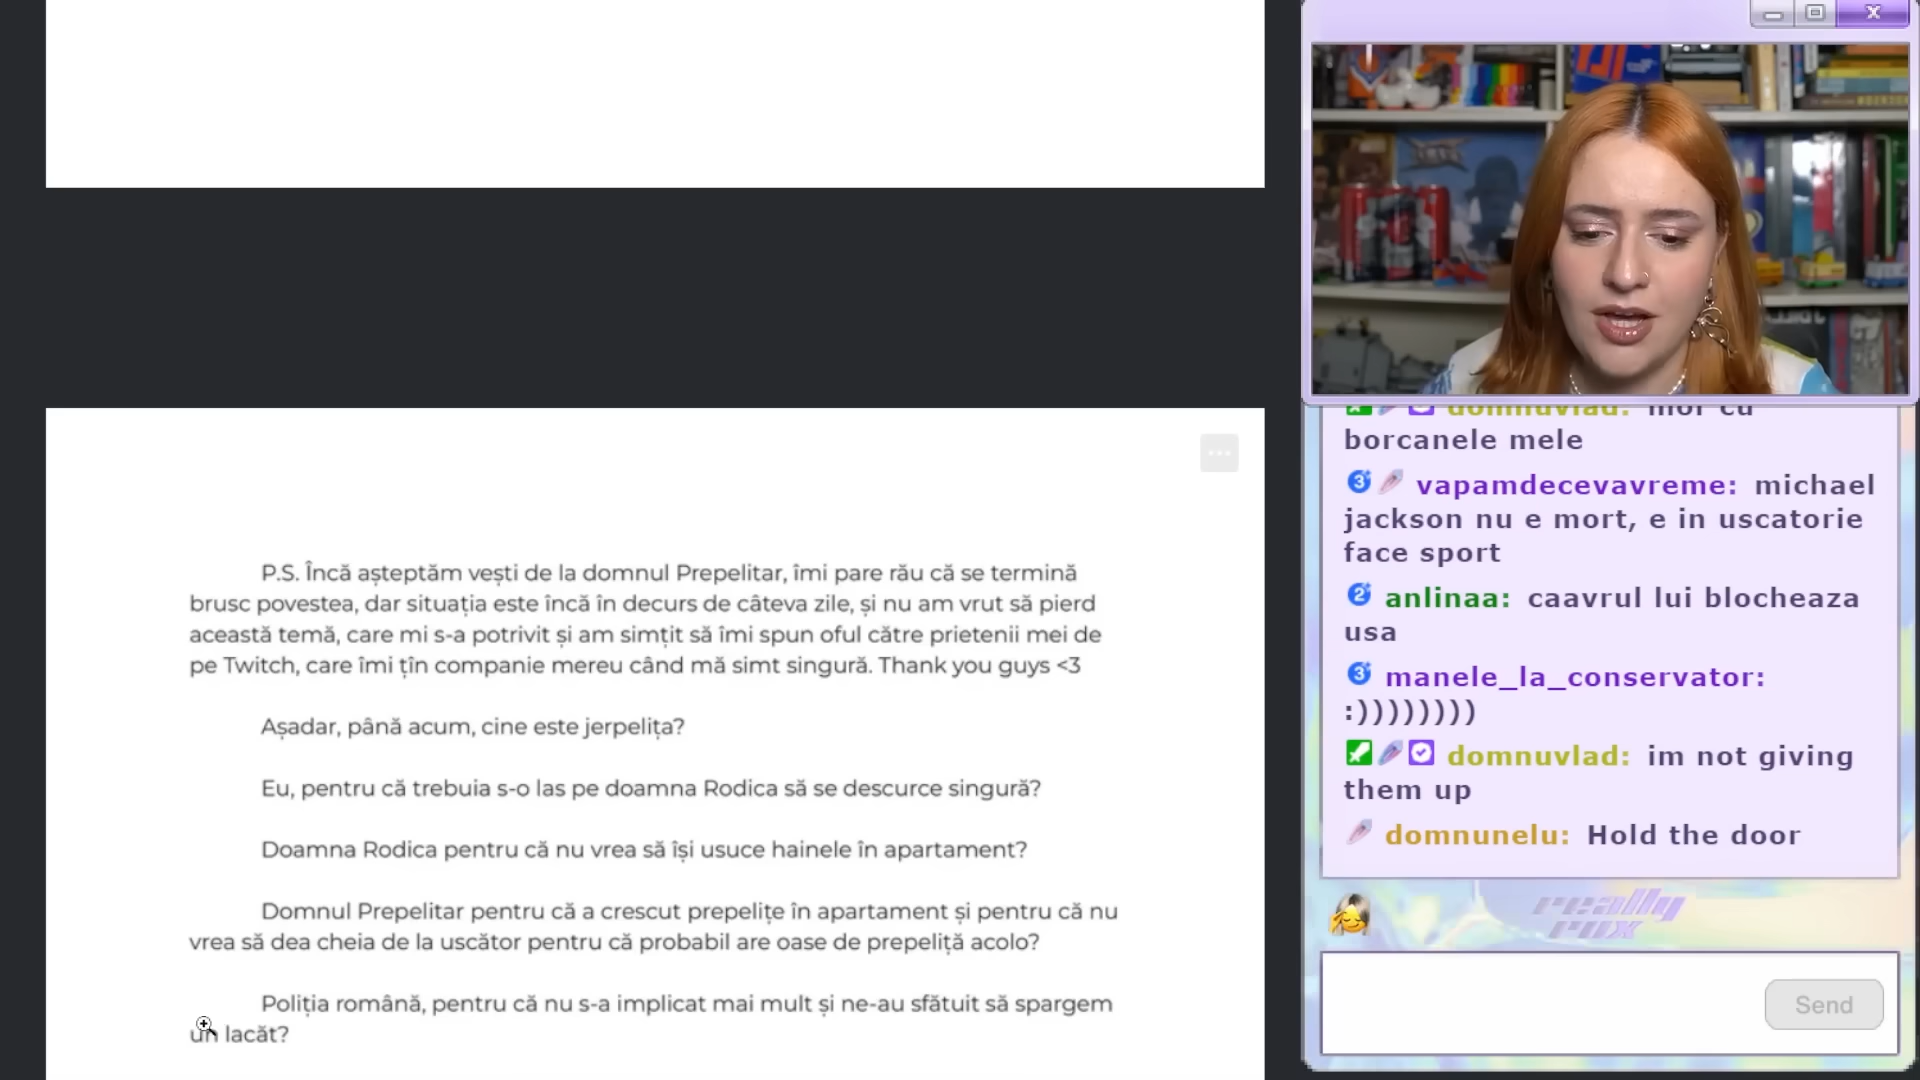 P.S. Încă așteptăm vești de la domnul Prepelitar, îmi pare rău că se termină
brusc povestea, dar situația este încă în decurs de câteva zile, și nu am vrut să pierd
această temă, care mi s-a potrivit și am simțit să îmi spun oful către prietenii mei de
pe Twitch, care îmi țîn companie mereu când mă simt singură. Thank you guys <3
Așadar, până acum, cine este jerpelița?
Eu, pentru că trebuia s-o las pe doamna Rodica să se descurce singură?
Doamna Rodica pentru că nu vrea să își usuce hainele în apartament?
Domnul Prepelitar pentru că a crescut prepelițe în apartament și pentru că nu
vrea să dea cheia de la uscător pentru că probabil are oase de prepeliță acolo?
Poliția română, pentru că nu s-a implicat mai mult și ne-au sfătuit să spargem
un lacăt?
domnuvlad: mor cu
borcanele mele
vapamdecevavreme: michael
jackson nu e mort, e in uscatorie
face sport
anlinaa: caavrul lui blocheaza
usa
manele_la_conservator:
:))))))))
domnuvlad: im not giving
them up
domnunelu: Hold the door
really
rux
Send